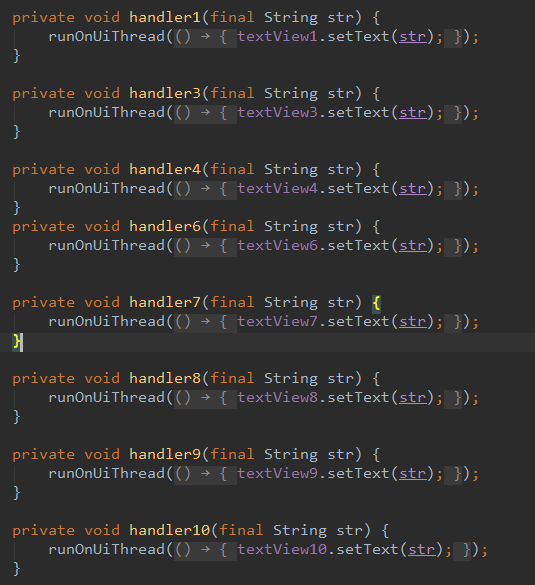 private void handler1(final String str) {
runOnUiThread(() → { textView1.setText(str); });
}
private void handler3(final String str) {
runOnUiThread(() → { textView3.setText(str); });
}
private void handler4(final String str) {
runOnUiThread(() → { textView4.setText(str); });
}
private void handler6(final String str) {
runOnUiThread(() → { textView6.setText(str); });
}
private void handler7(final String str) {
runOnUiThread(() → { textView7.setText(str); });
}
private void handler8(final String str) {
runOnUiThread(() → { textView8.setText(str); });
}
private void handler9(final String str) {
runOnUiThread(() → { textView9.setText(str); });
}
private void handler10(final String str) {
runOnUiThread(() → { textView10.setText(str); });
}